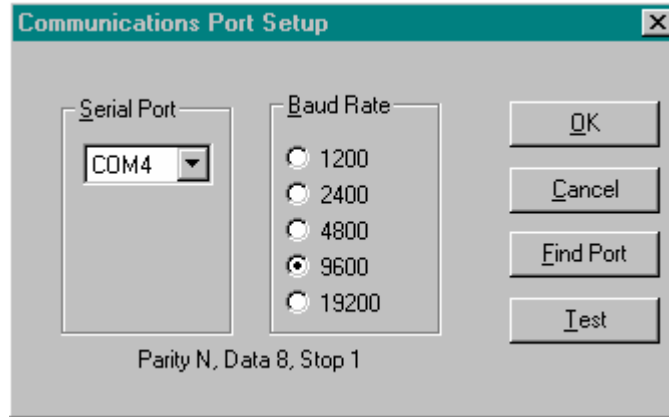 Communications Port Setup
Serial Port
COM4
Baud Rate
1200
2400
4800
9600
19200
OK
Cancel
Find Port
Test
Parity N, Data 8, Stop 1